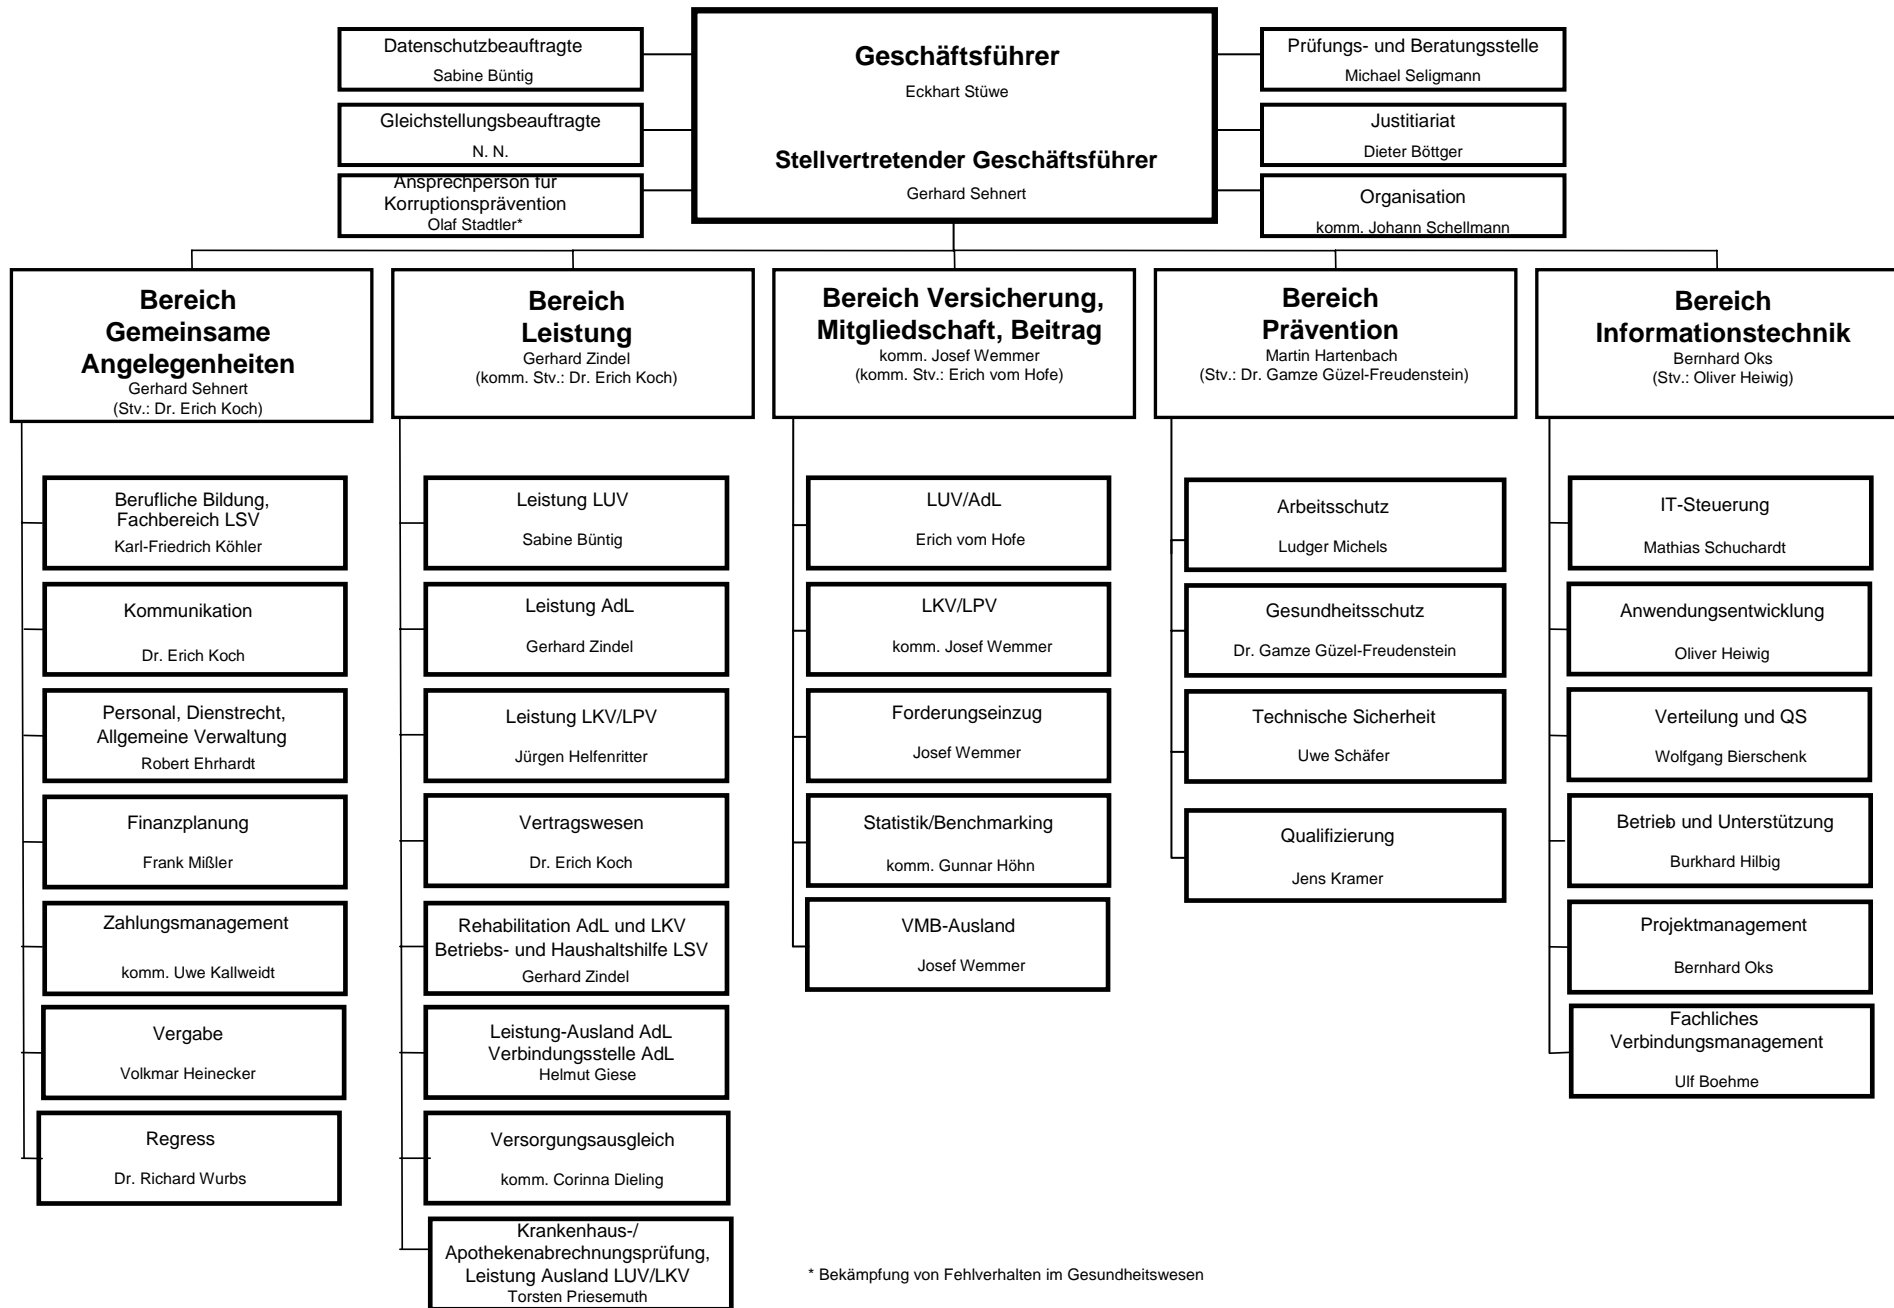 Datenschutzbeauftragte
Sabine Büntig
Gleichstellungsbeauftragte
N. N.
Ansprechperson für
Korruptionsprävention
Olaf Stadtler*
Geschäftsführer
Eckhart Stüwe
Stellvertretender Geschäftsführer
Gerhard Sehnert
Prüfungs- und Beratungsstelle
Michael Seligmann
Justitiariat
Dieter Böttger
Organisation
komm. Johann Schellmann
Bereich
Gemeinsame
Angelegenheiten
Gerhard Sehnert
(Stv.: Dr. Erich Koch)
Berufliche Bildung,
Fachbereich LSV
Karl-Friedrich Köhler
Kommunikation
Dr. Erich Koch
Personal, Dienstrecht,
Allgemeine Verwaltung
Robert Ehrhardt
Finanzplanung
Frank Mißler
Zahlungsmanagement
komm. Uwe Kallweidt
Vergabe
Volkmar Heinecker
Regress
Dr. Richard Wurbs
Bereich
Leistung
Gerhard Zindel
(komm. Stv.: Dr. Erich Koch)
Leistung LUV
Sabine Büntig
Leistung AdL
Gerhard Zindel
Leistung LKV/LPV
Jürgen Helfenritter
Vertragswesen
Dr. Erich Koch
Rehabilitation AdL und LKV
Betriebs- und Haushaltshilfe LSV
Gerhard Zindel
Leistung-Ausland AdL
Verbindungsstelle AdL
Helmut Giese
Versorgungsausgleich
komm. Corinna Dieling
Krankenhaus-/
Apothekenabrechnungsprüfung,
Leistung Ausland LUV/LKV
Torsten Priesemuth
Bereich Versicherung,
Mitgliedschaft, Beitrag
komm. Josef Wemmer
(komm. Stv.: Erich vom Hofe)
LUV/AdL
Erich vom Hofe
LKV/LPV
komm. Josef Wemmer
Forderungseinzug
Josef Wemmer
Statistik/Benchmarking
komm. Gunnar Höhn
VMB-Ausland
Josef Wemmer
Bereich
Prävention
Martin Hartenbach
(Stv.: Dr. Gamze Güzel-Freudenstein)
Arbeitsschutz
Ludger Michels
Gesundheitsschutz
Dr. Gamze Güzel-Freudenstein
Technische Sicherheit
Uwe Schäfer
Qualifizierung
Jens Kramer
Bereich
Informationstechnik
Bernhard Oks
(Stv.: Oliver Heiwig)
IT-Steuerung
Mathias Schuchardt
Anwendungsentwicklung
Oliver Heiwig
Verteilung und QS
Wolfgang Bierschenk
Betrieb und Unterstützung
Burkhard Hilbig
Projektmanagement
Bernhard Oks
Fachliches
Verbindungsmanagement
Ulf Boehme
* Bekämpfung von Fehlverhalten im Gesundheitswesen